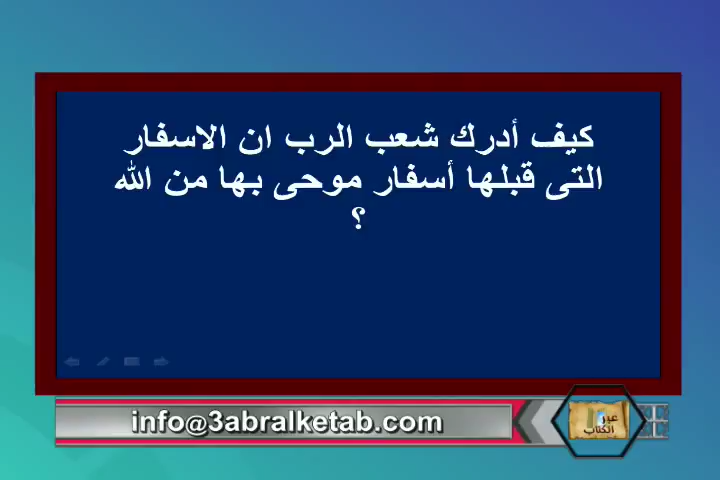 كيف أدرك شعب الرب ان الاسفار
التى قبلها أسفار موحى بها من الله
؟
info@3abralketab.com
عبر
الكتاب